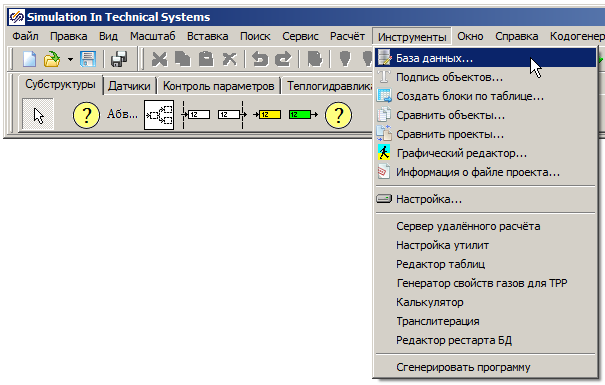 Simulation In Technical Systems
Файл Правка Вид Масштаб Вставка Поиск Сервис Расчёт Инструменты Окно Справка Кодогенер
База данных...
Подпись объектов...
Субструктуры Датчики Контроль параметров Теплогидравлика
Создать блоки по таблице...
? Абв... 12 12 12 12 ?
Сравнить объекты...
Сравнить проекты...
Графический редактор...
Информация о файле проекта...
Настройка...
Сервер удалённого расчёта
Настройка утилит
Редактор таблиц
Генератор свойств газов для ТРР
Калькулятор
Транслитерация
Редактор рестарта БД
Сгенерировать программу